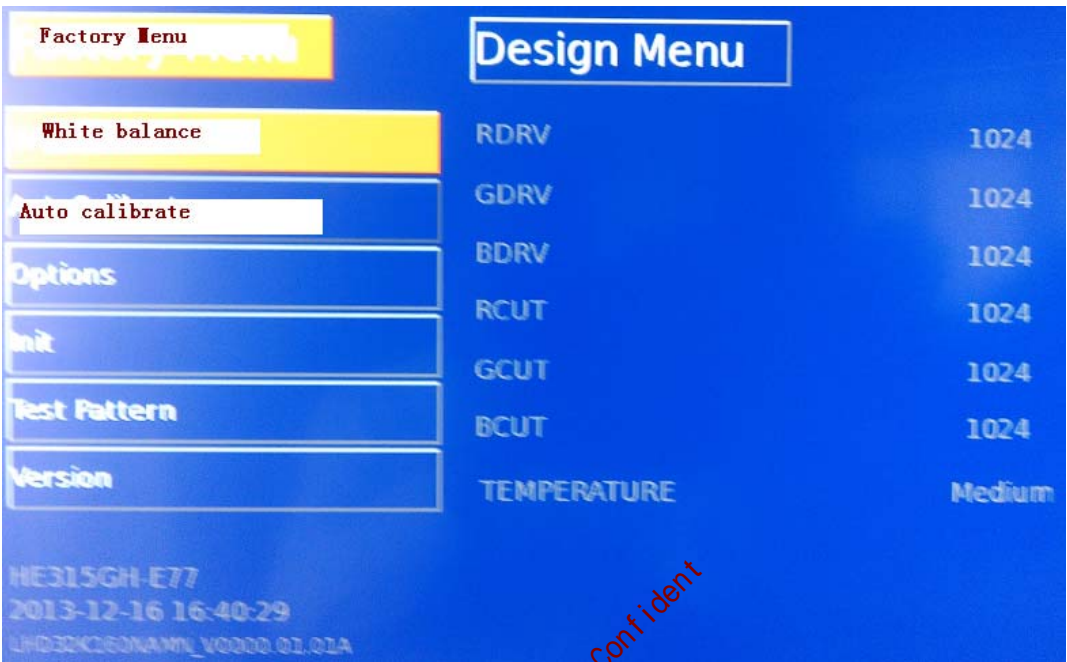 Factory Menu
Design Menu
White balance
Auto calibrate
Options
Init
Test Pattern
Version
RDRV 1024
GDRV 1024
BDRV 1024
RCUT 1024
GCUT 1024
BCUT 1024
TEMPERATURE Medium
HE315GH-E77
2013-12-16 16:40:29
Confident